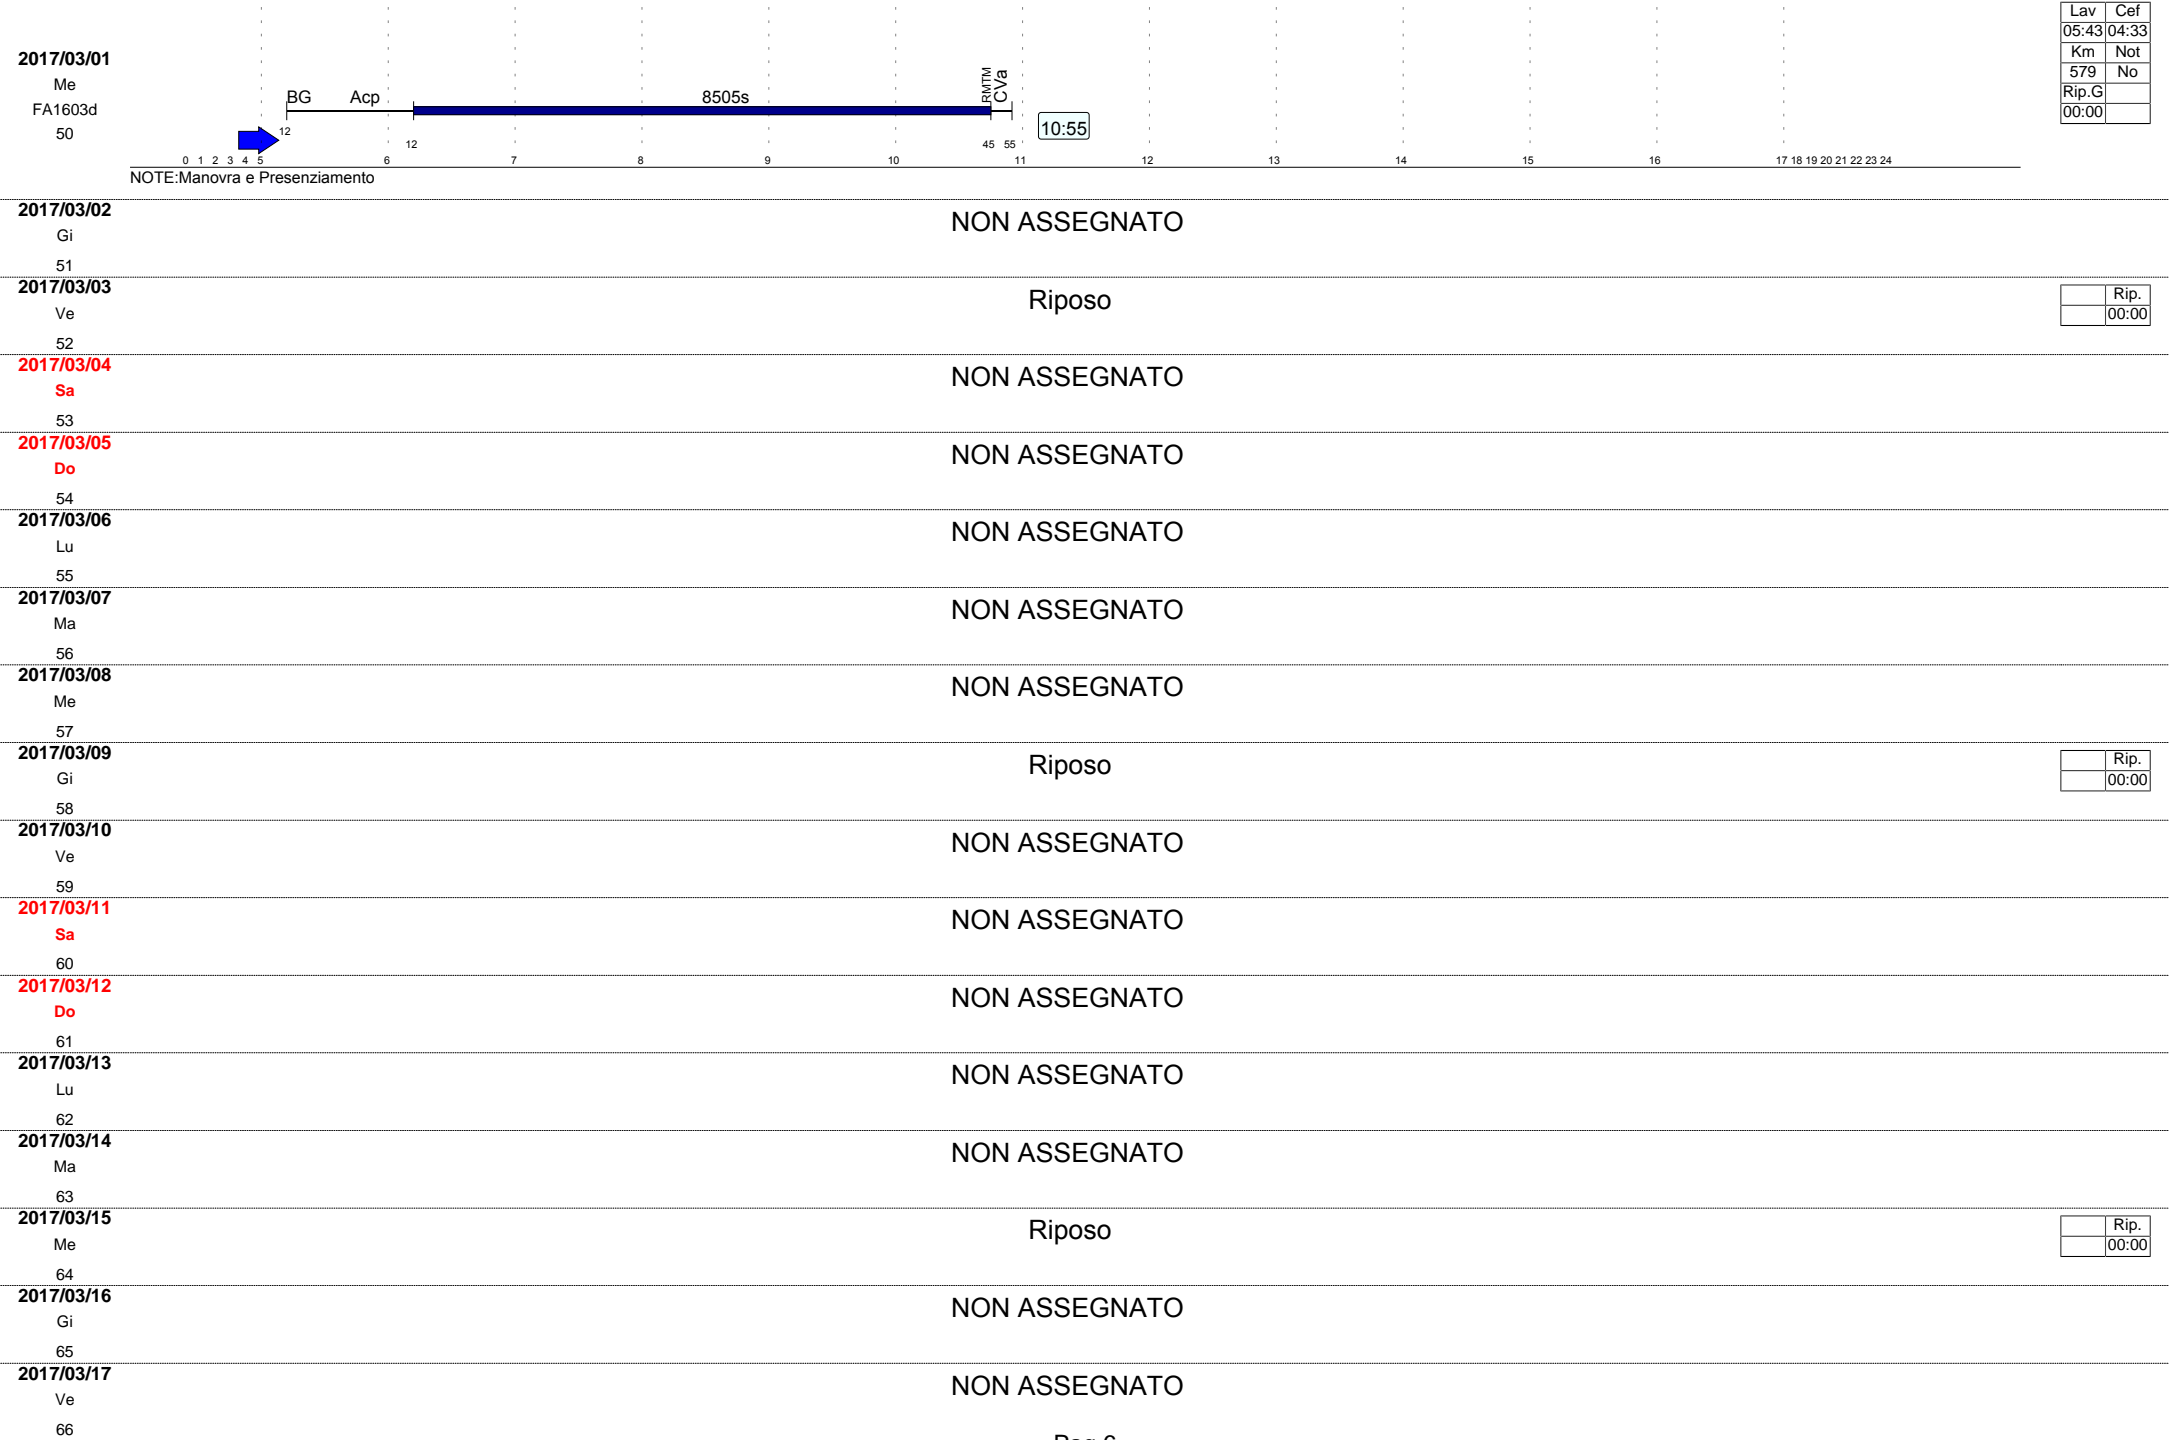 Lav Cef
05:43 04:33
Km Not
579 No
Rip.G
00:00
2017/03/01
Me
FA1603d
50
BG Acp 8505s RMTM CVa
12 12 45 55
10:55
0 1 2 3 4 5 6 7 8 9 10 11 12 13 14 15 16 17 18 19 20 21 22 23 24
NOTE:Manovra e Presenziamento
2017/03/02
Gi
51
NON ASSEGNATO
2017/03/03
Ve
52
Riposo
Rip.
00:00
2017/03/04
Sa
53
NON ASSEGNATO
2017/03/05
Do
54
NON ASSEGNATO
2017/03/06
Lu
55
NON ASSEGNATO
2017/03/07
Ma
56
NON ASSEGNATO
2017/03/08
Me
57
NON ASSEGNATO
2017/03/09
Gi
58
Riposo
Rip.
00:00
2017/03/10
Ve
59
NON ASSEGNATO
2017/03/11
Sa
60
NON ASSEGNATO
2017/03/12
Do
61
NON ASSEGNATO
2017/03/13
Lu
62
NON ASSEGNATO
2017/03/14
Ma
63
NON ASSEGNATO
2017/03/15
Me
64
Riposo
Rip.
00:00
2017/03/16
Gi
65
NON ASSEGNATO
2017/03/17
Ve
66
NON ASSEGNATO